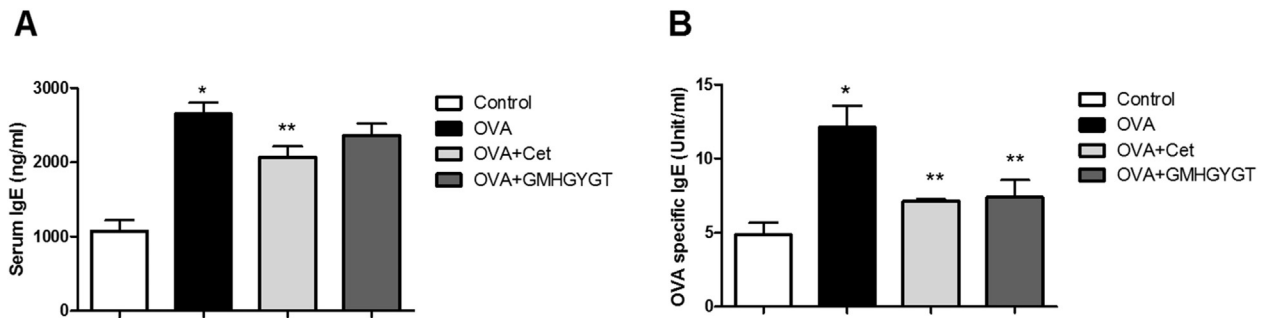 A
Serum IgE (ng/ml)
3000
2000
1000
0
*
**
Control
OVA
OVA+Cet
OVA+GMHGYGT
B
OVA specific IgE (Unit/ml)
15
10
5
0
*
**
**
Control
OVA
OVA+Cet
OVA+GMHGYGT